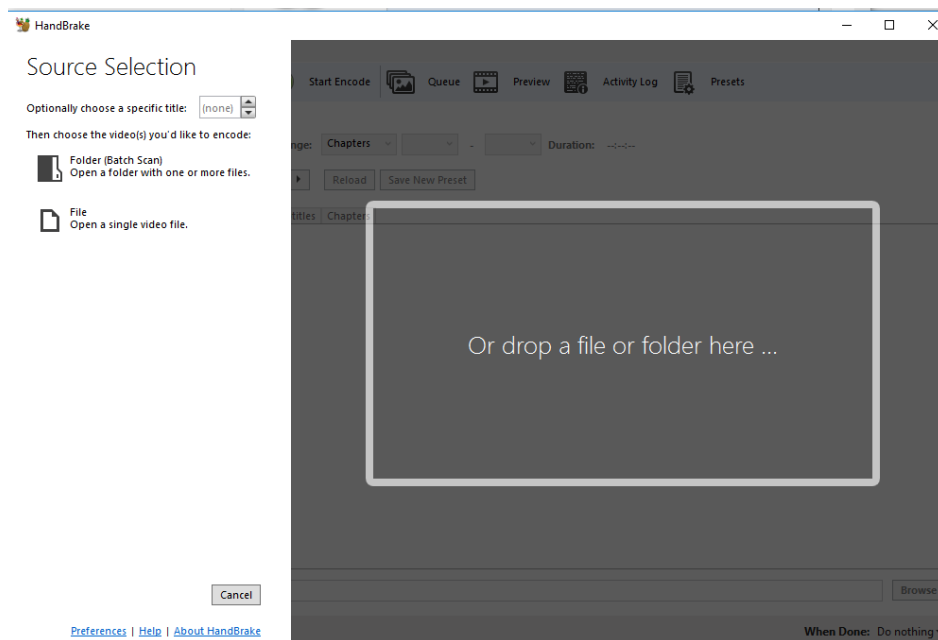 HandBrake
Source Selection
Optionally choose a specific title: (none)
Then choose the video(s) you'd like to encode:
Folder (Batch Scan)
Open a folder with one or more files.
File
Open a single video file.
Cancel
Preferences | Help | About HandBrake
Start Encode Queue Preview Activity Log Presets
nge: Chapters - Duration: --:--:--
Reload Save New Preset
titles Chapters
Or drop a file or folder here ...
Browse
When Done: Do nothing